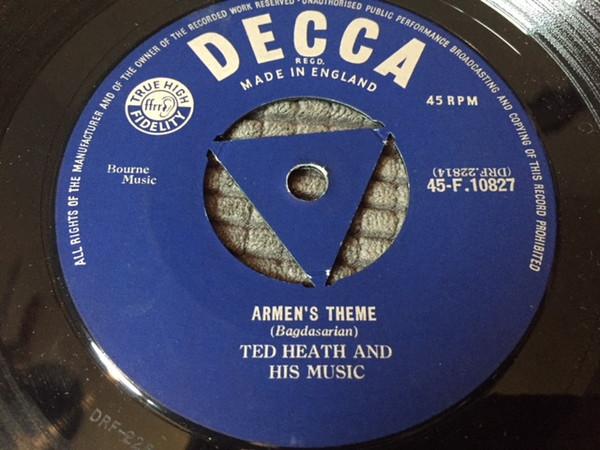 ALL RIGHTS OF THE MANUFACTURER AND OF THE OWNER OF THE RECORDED WORK RESERVED · UNAUTHORISED PUBLIC PERFORMANCE BROADCASTING AND COPYING OF THIS RECORD PROHIBITED
DECCA
REGD.
MADE IN ENGLAND
TRUE HIGH
ffrr
FIDELITY
45 RPM
Bourne
Music
(DRF.22814)
45-F.10827
ARMEN'S THEME
(Bagdasarian)
TED HEATH AND
HIS MUSIC